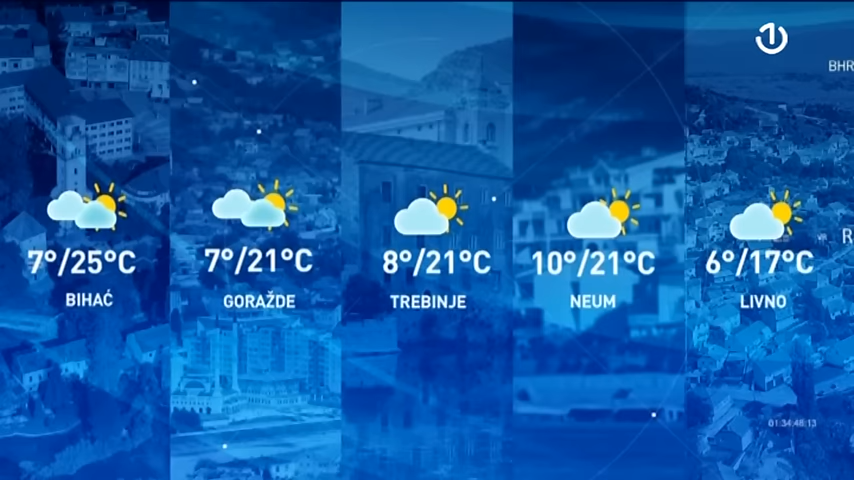 BHR
7°/25°C
BIHAĆ
7°/21°C
GORAŽDE
8°/21°C
TREBINJE
10°/21°C
NEUM
6°/17°C
LIVNO
R
01:34:48:13